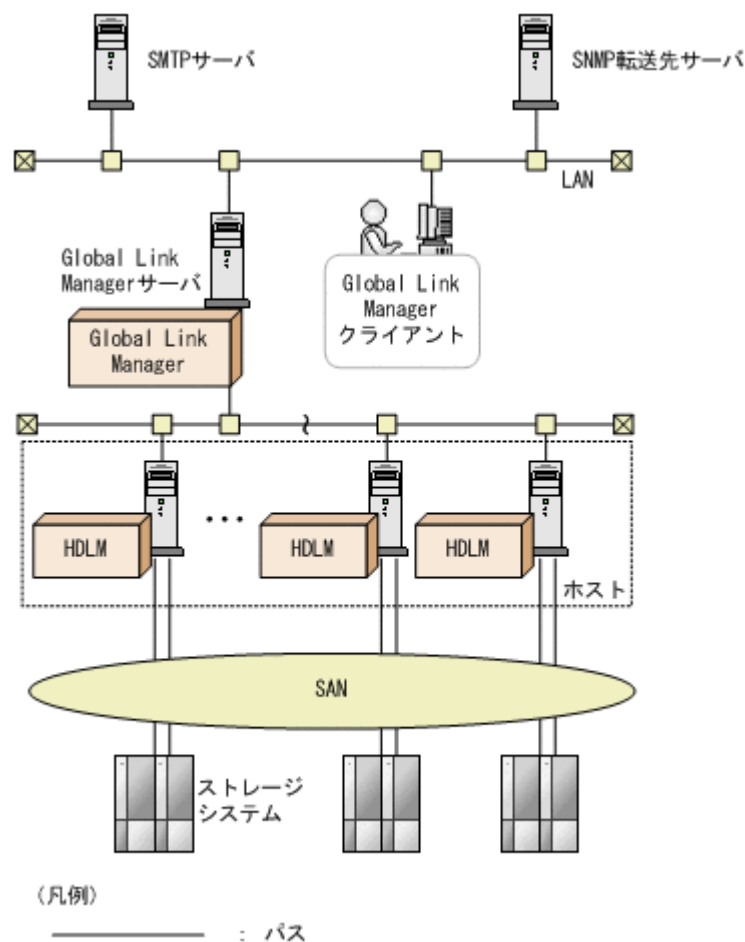 SMTPサーバ
SNMP転送先サーバ
LAN
Global Link
Managerサーバ
Global Link
Manager
クライアント
Global Link
Manager
HDLM
...
HDLM
HDLM
ホスト
SAN
ストレージ
システム
(凡例)
: パス